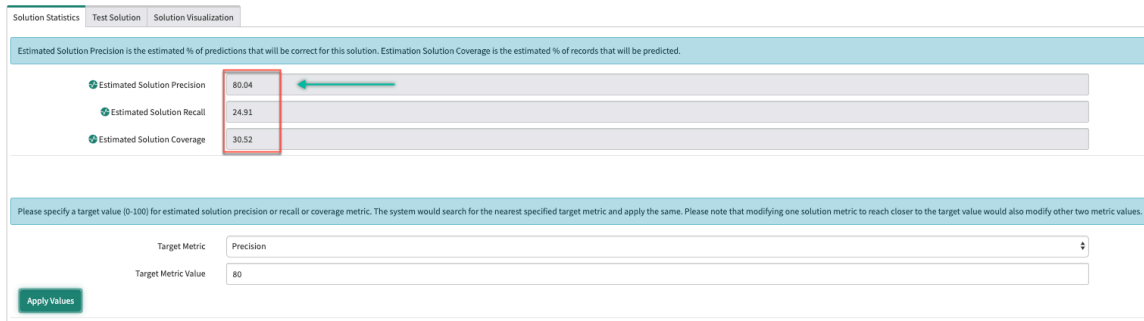 Solution Statistics Test Solution Solution Visualization
Estimated Solution Precision is the estimated % of predictions that will be correct for this solution. Estimation Solution Coverage is the estimated % of records that will be predicted.
Estimated Solution Precision 80.04
Estimated Solution Recall 24.91
Estimated Solution Coverage 30.52
Please specify a target value (0-100) for estimated solution precision or recall or coverage metric. The system would search for the nearest specified target metric and apply the same. Please note that modifying one solution metric to reach closer to the target value would also modify other two metric values.
Target Metric Precision
Target Metric Value 80
Apply Values